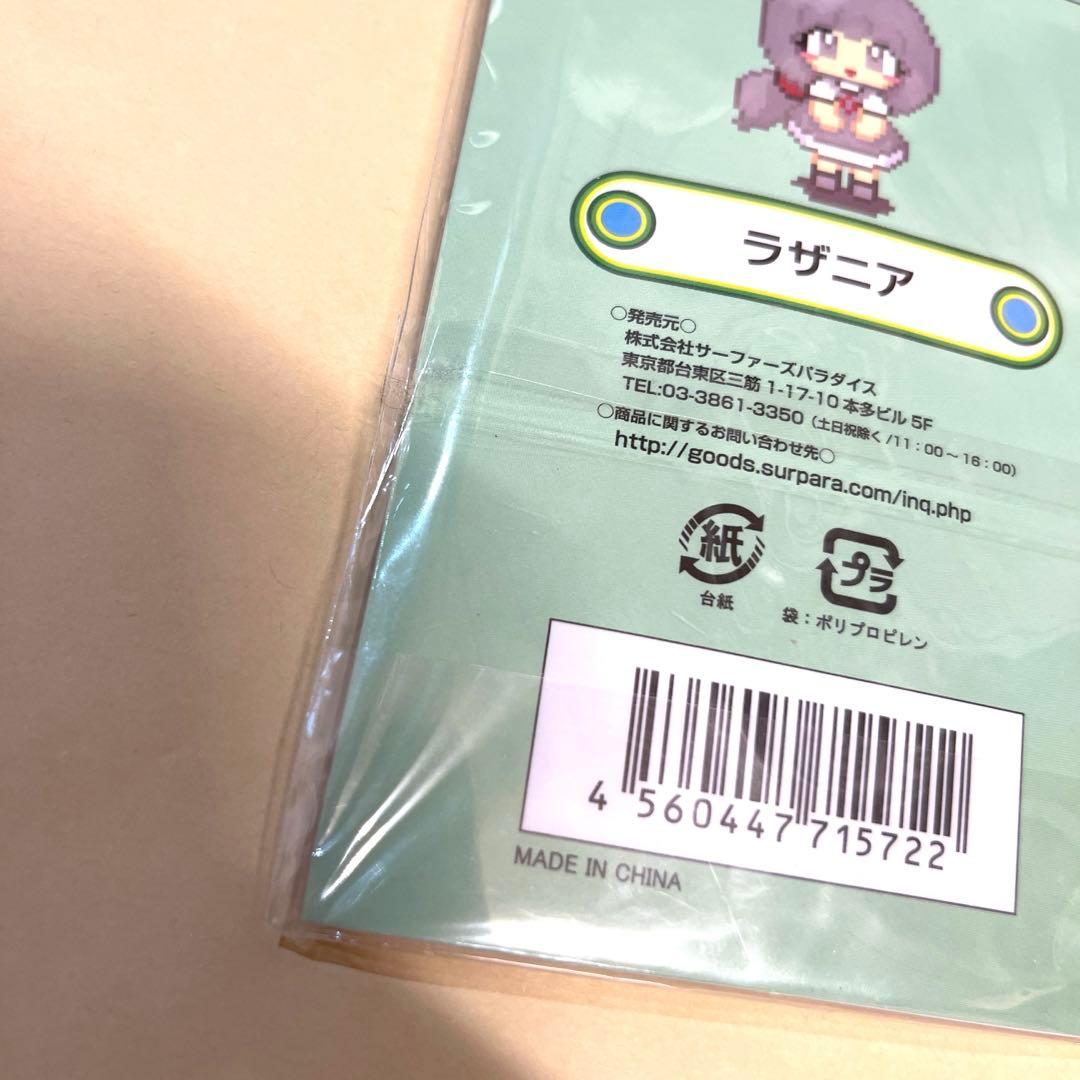 ラザニア
○発売元○
株式会社サーファーズパラダイス
東京都台東区三筋1-17-10 本多ビル 5F
TEL:03-3861-3350（土日祝除く/11：00～16：00）
○商品に関するお問い合わせ先○
http://goods.surpara.com/inq.php
紙
台紙
プラ
袋：ポリプロピレン
4 560447 715722
MADE IN CHINA